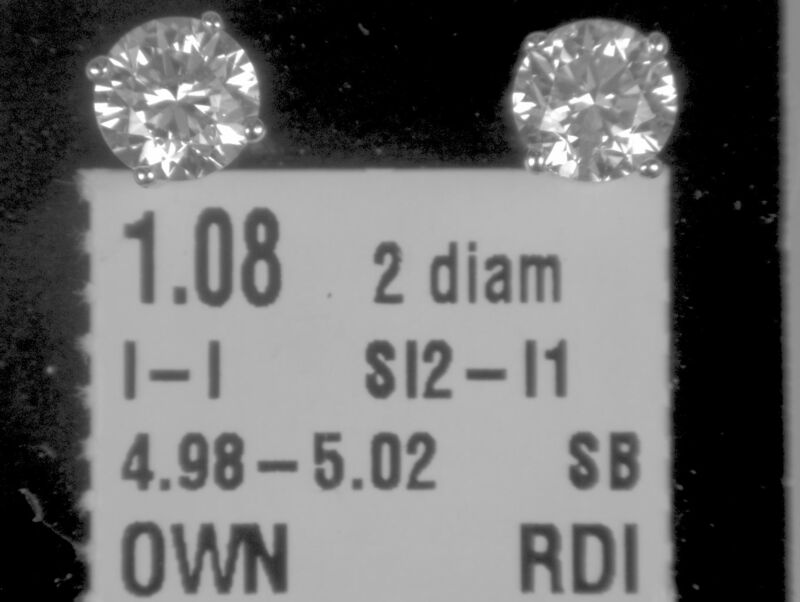 1.08 2 diam
I–I SI2–I1
4.98–5.02 SB
OWN RDI